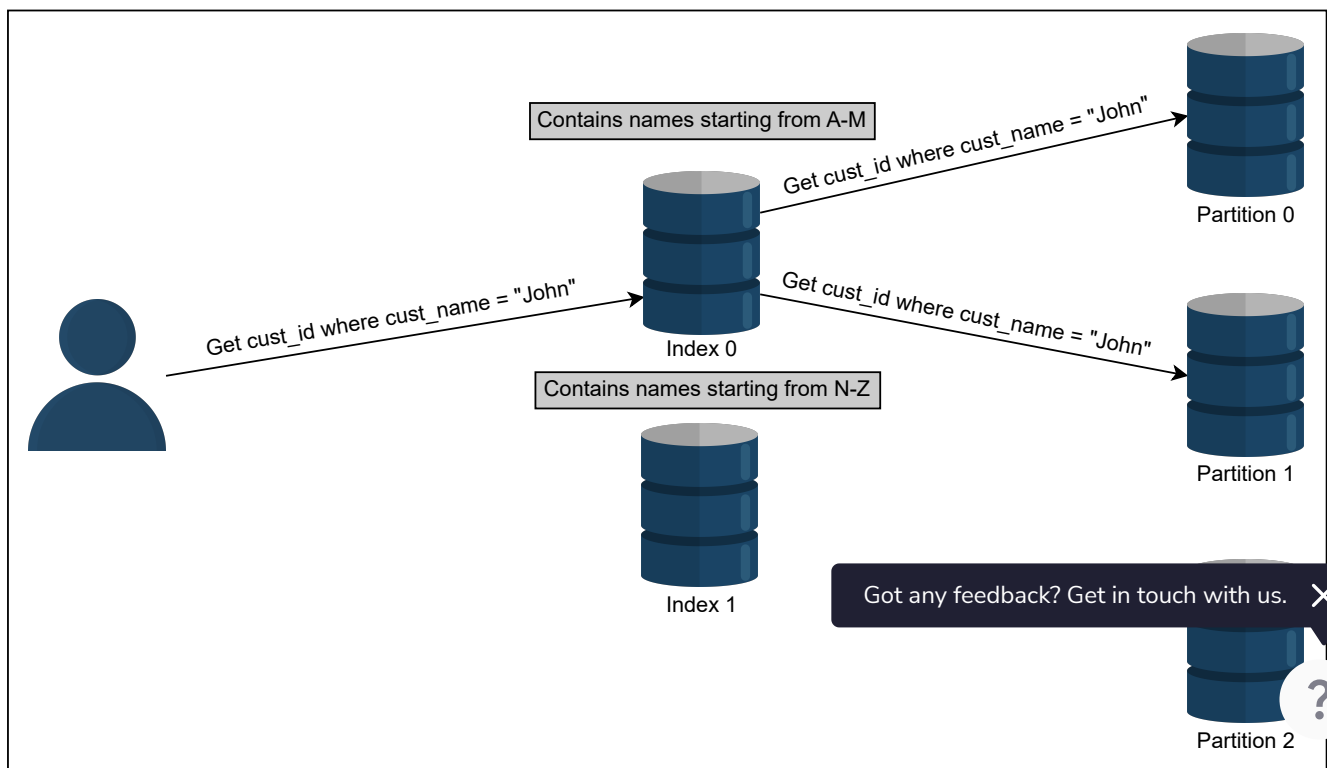 Contains names starting from A-M
Get cust_id where cust_name = "John"
Partition 0
Get cust_id where cust_name = "John"
Get cust_id where cust_name = "John"
Index 0
Contains names starting from N-Z
Partition 1
Got any feedback? Get in touch with us.
Index 1
?
Partition 2